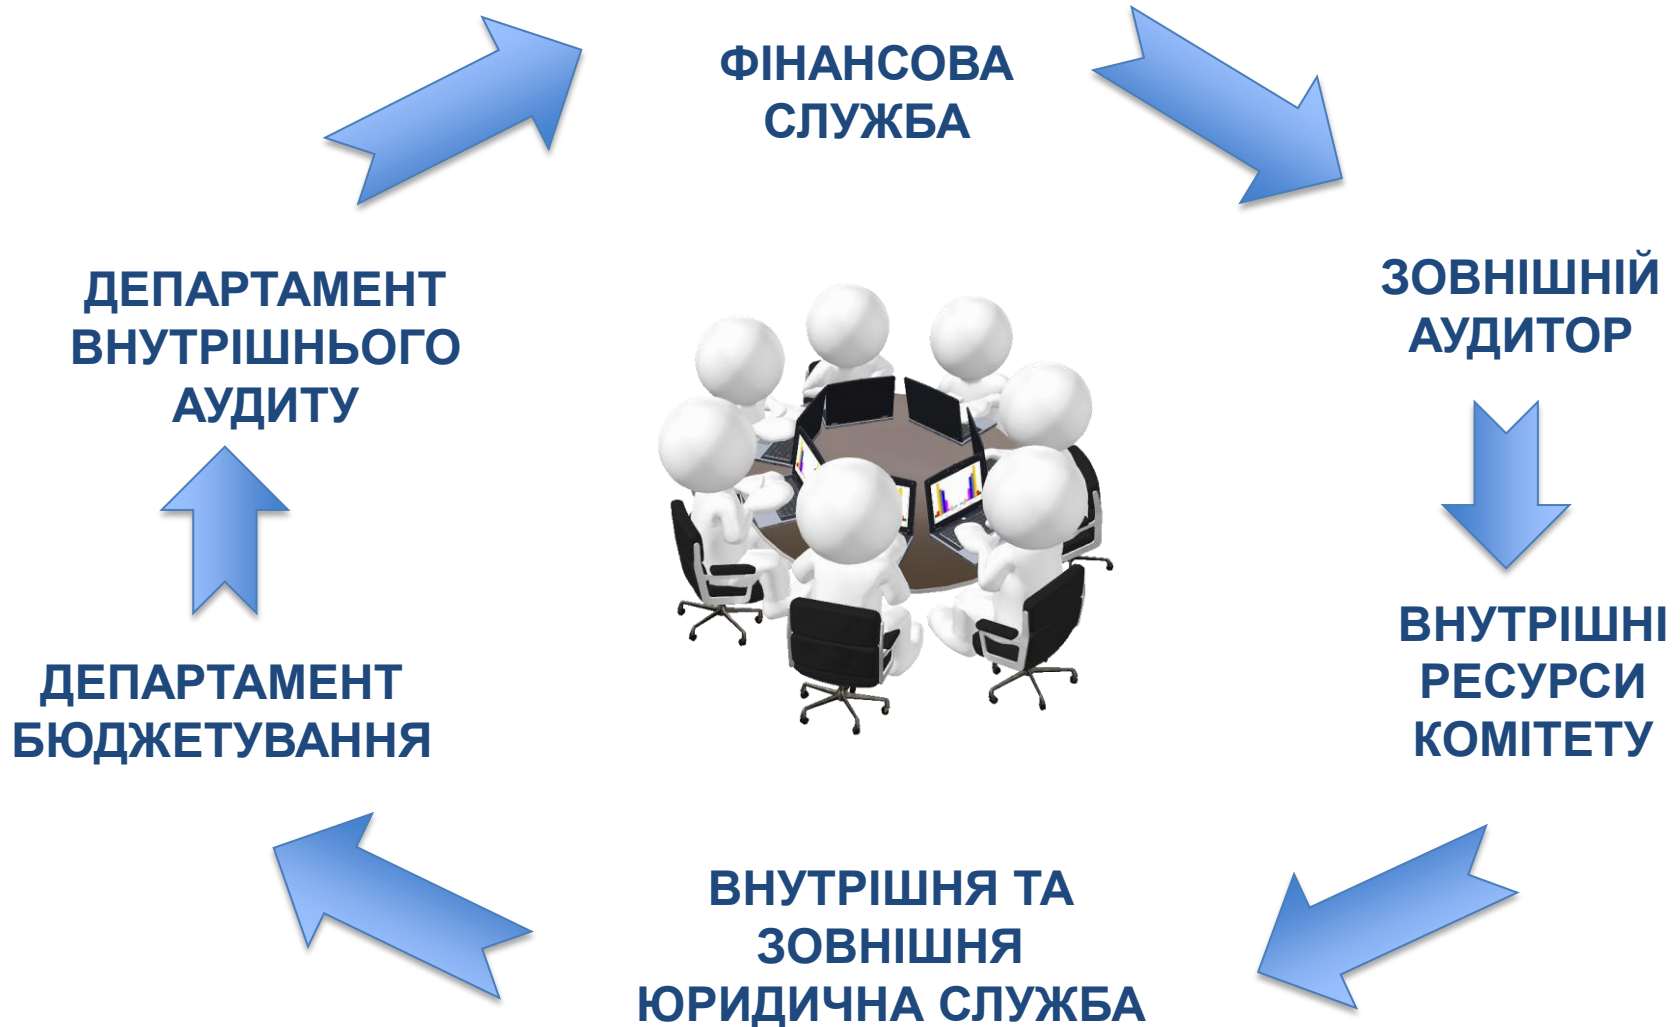 ФІНАНСОВА
СЛУЖБА
ЗОВНІШНІЙ
АУДИТОР
ВНУТРІШНІ
РЕСУРСИ
КОМІТЕТУ
ВНУТРІШНЯ ТА
ЗОВНІШНЯ
ЮРИДИЧНА СЛУЖБА
ДЕПАРТАМЕНТ
БЮДЖЕТУВАННЯ
ДЕПАРТАМЕНТ
ВНУТРІШНЬОГО
АУДИТУ